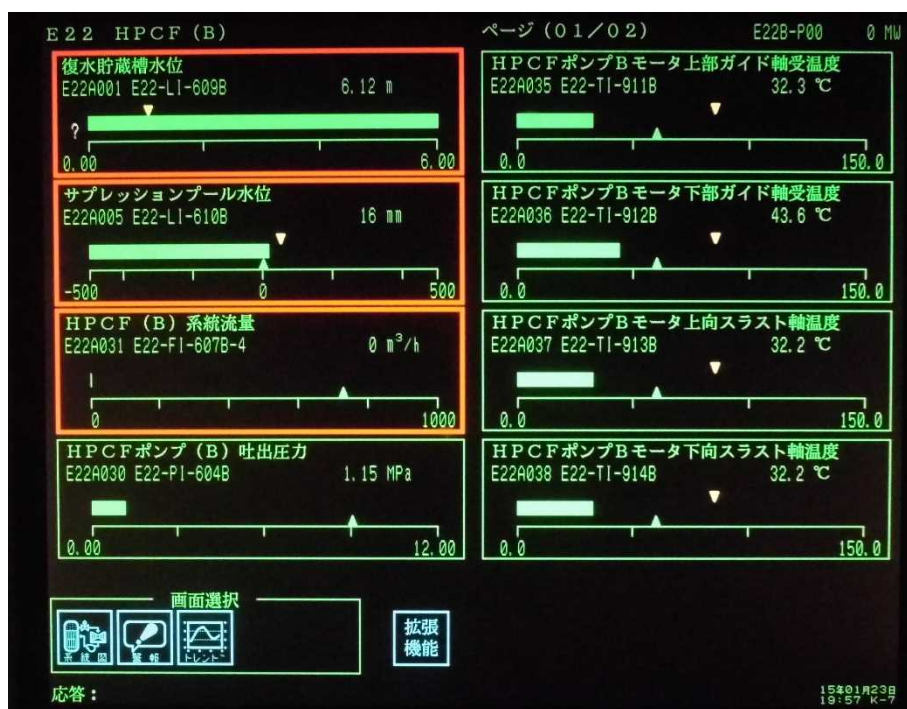 E22 HPCF(B)
ページ(01/02)
E22B-P00
0 MW
復水貯蔵槽水位
E22A001 E22-LI-609B 6.12 m
?
0.00 6.00
サプレッションプール水位
E22A005 E22-LI-610B 16 mm
-500 0 500
HPCF(B)系統流量
E22A031 E22-FI-607B-4 0 m³/h
0 1000
HPCFポンプ(B)吐出圧力
E22A030 E22-PI-604B 1.15 MPa
0.00 12.00
HPCFポンプBモータ上部ガイド軸受温度
E22A035 E22-TI-911B 32.3 ℃
0.0 150.0
HPCFポンプBモータ下部ガイド軸受温度
E22A036 E22-TI-912B 43.6 ℃
0.0 150.0
HPCFポンプBモータ上向スラスト軸温度
E22A037 E22-TI-913B 32.2 ℃
0.0 150.0
HPCFポンプBモータ下向スラスト軸温度
E22A038 E22-TI-914B 32.2 ℃
0.0 150.0
画面選択
系統図
警報
トレンド
拡張
機能
応答:
15年01月23日
19:57 K-7